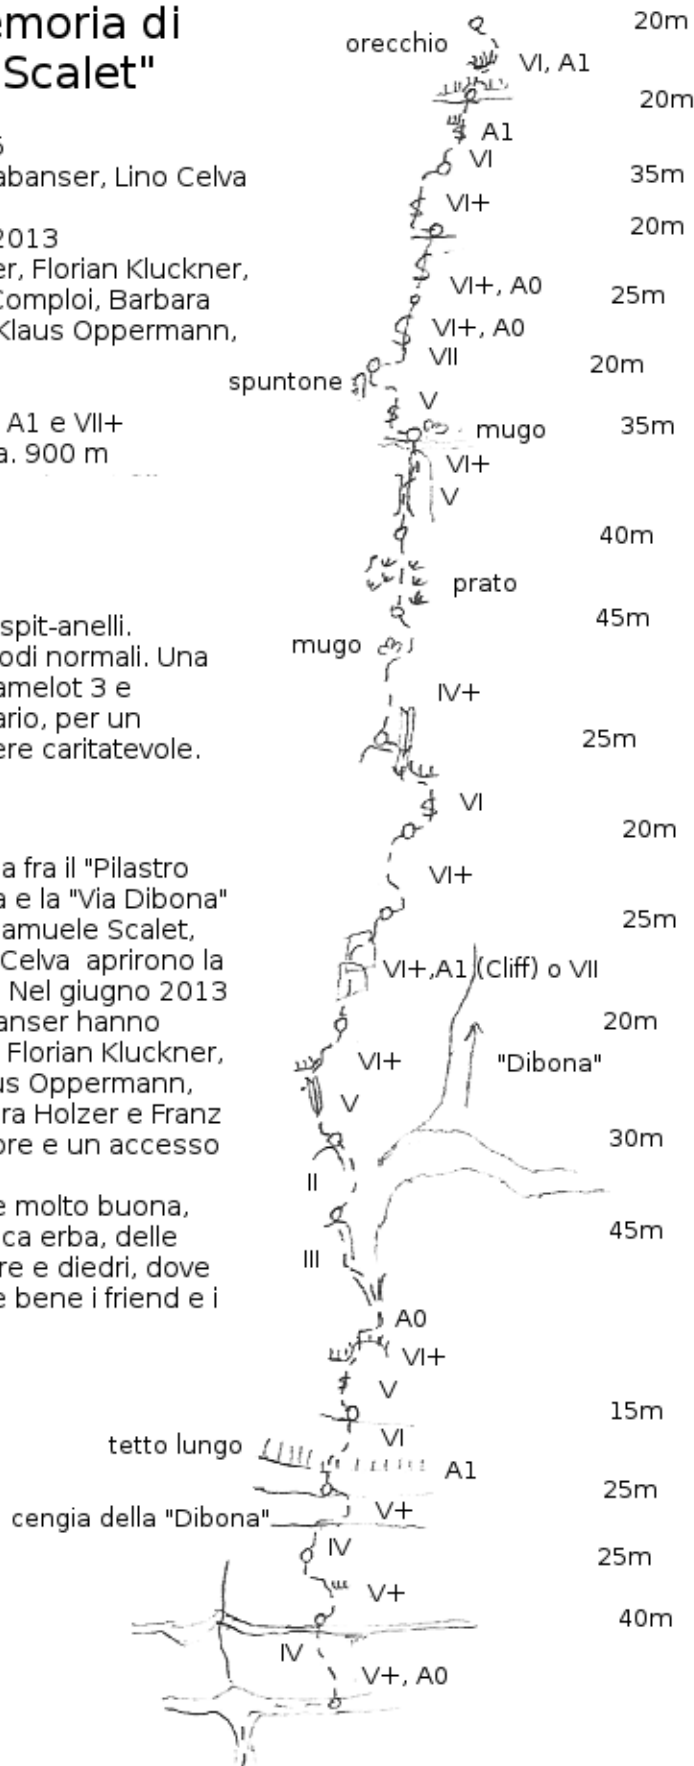 emoria di
Scalet"
abanser, Lino Celva
2013
er, Florian Kluckner,
Comploi, Barbara
Klaus Oppermann,
A1 e VII+
a. 900 m
spit-anelli.
odi normali. Una
amelot 3 e
ario, per un
ere caritatevole.
a fra il "Pilastro
a e la "Via Dibona"
amuele Scalet,
Celva aprirono la
Nel giugno 2013
anser hanno
Florian Kluckner,
us Oppermann,
ra Holzer e Franz
ore e un accesso
e molto buona,
ca erba, delle
re e diedri, dove
e bene i friend e i
20m
orecchio
VI, A1
20m
A1
VI
35m
VI+
20m
VI+, A0
25m
VI+, A0
VII
20m
spuntone
V
mugo
35m
VI+
V
40m
prato
45m
mugo
IV+
25m
VI
20m
VI+
25m
VI+,A1 (Cliff) o VII
20m
VI+
"Dibona"
V
30m
II
45m
III
A0
VI+
V
15m
VI
tetto lungo
A1
25m
V+
cengia della "Dibona"
IV
25m
V+
40m
IV
V+, A0